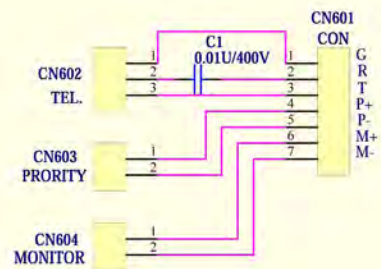 CN601
CON
C1
0.01U/400V
CN602
TEL.
1
2
3
1 G
2 R
3 T
4 P+
5 P-
6 M+
7 M-
CN603
PRORITY
1
2
CN604
MONITOR
1
2